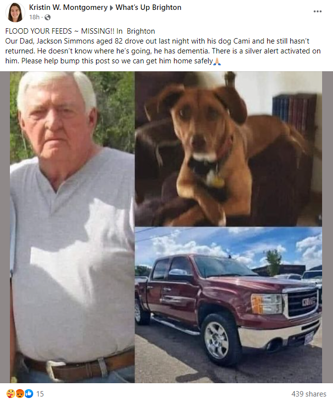 Kristin W. Montgomery ▸ What's Up Brighton
18h ·
FLOOD YOUR FEEDS ~ MISSING!! In  Brighton
Our Dad, Jackson Simmons aged 82 drove out last night with his dog Cami and he still hasn't
returned. He doesn't know where he's going, he has dementia. There is a silver alert activated on
him. Please help bump this post so we can get him home safely🙏
GMC
15
439 shares